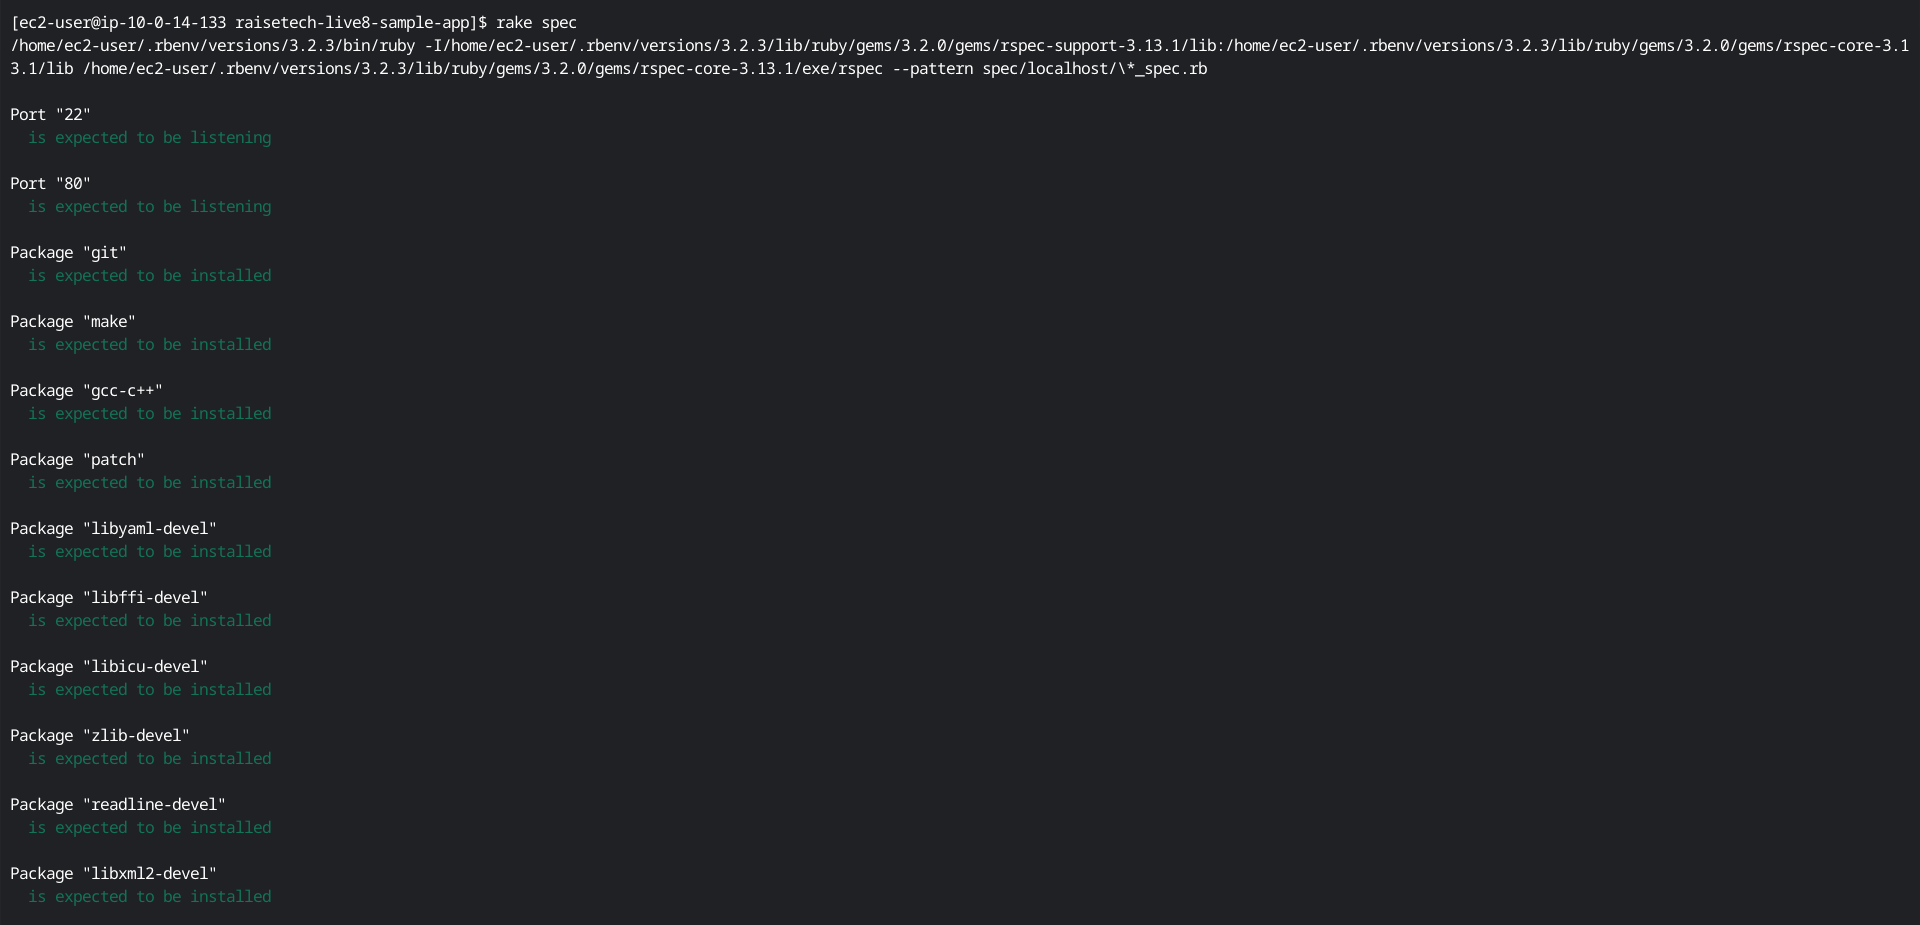 [ec2-user@ip-10-0-14-133 raisetech-live8-sample-app]$ rake spec
/home/ec2-user/.rbenv/versions/3.2.3/bin/ruby -I/home/ec2-user/.rbenv/versions/3.2.3/lib/ruby/gems/3.2.0/gems/rspec-support-3.13.1/lib:/home/ec2-user/.rbenv/versions/3.2.3/lib/ruby/gems/3.2.0/gems/rspec-core-3.1
3.1/lib /home/ec2-user/.rbenv/versions/3.2.3/lib/ruby/gems/3.2.0/gems/rspec-core-3.13.1/exe/rspec --pattern spec/localhost/\*_spec.rb
Port "22"
  is expected to be listening
Port "80"
  is expected to be listening
Package "git"
  is expected to be installed
Package "make"
  is expected to be installed
Package "gcc-c++"
  is expected to be installed
Package "patch"
  is expected to be installed
Package "libyaml-devel"
  is expected to be installed
Package "libffi-devel"
  is expected to be installed
Package "libicu-devel"
  is expected to be installed
Package "zlib-devel"
  is expected to be installed
Package "readline-devel"
  is expected to be installed
Package "libxml2-devel"
  is expected to be installed